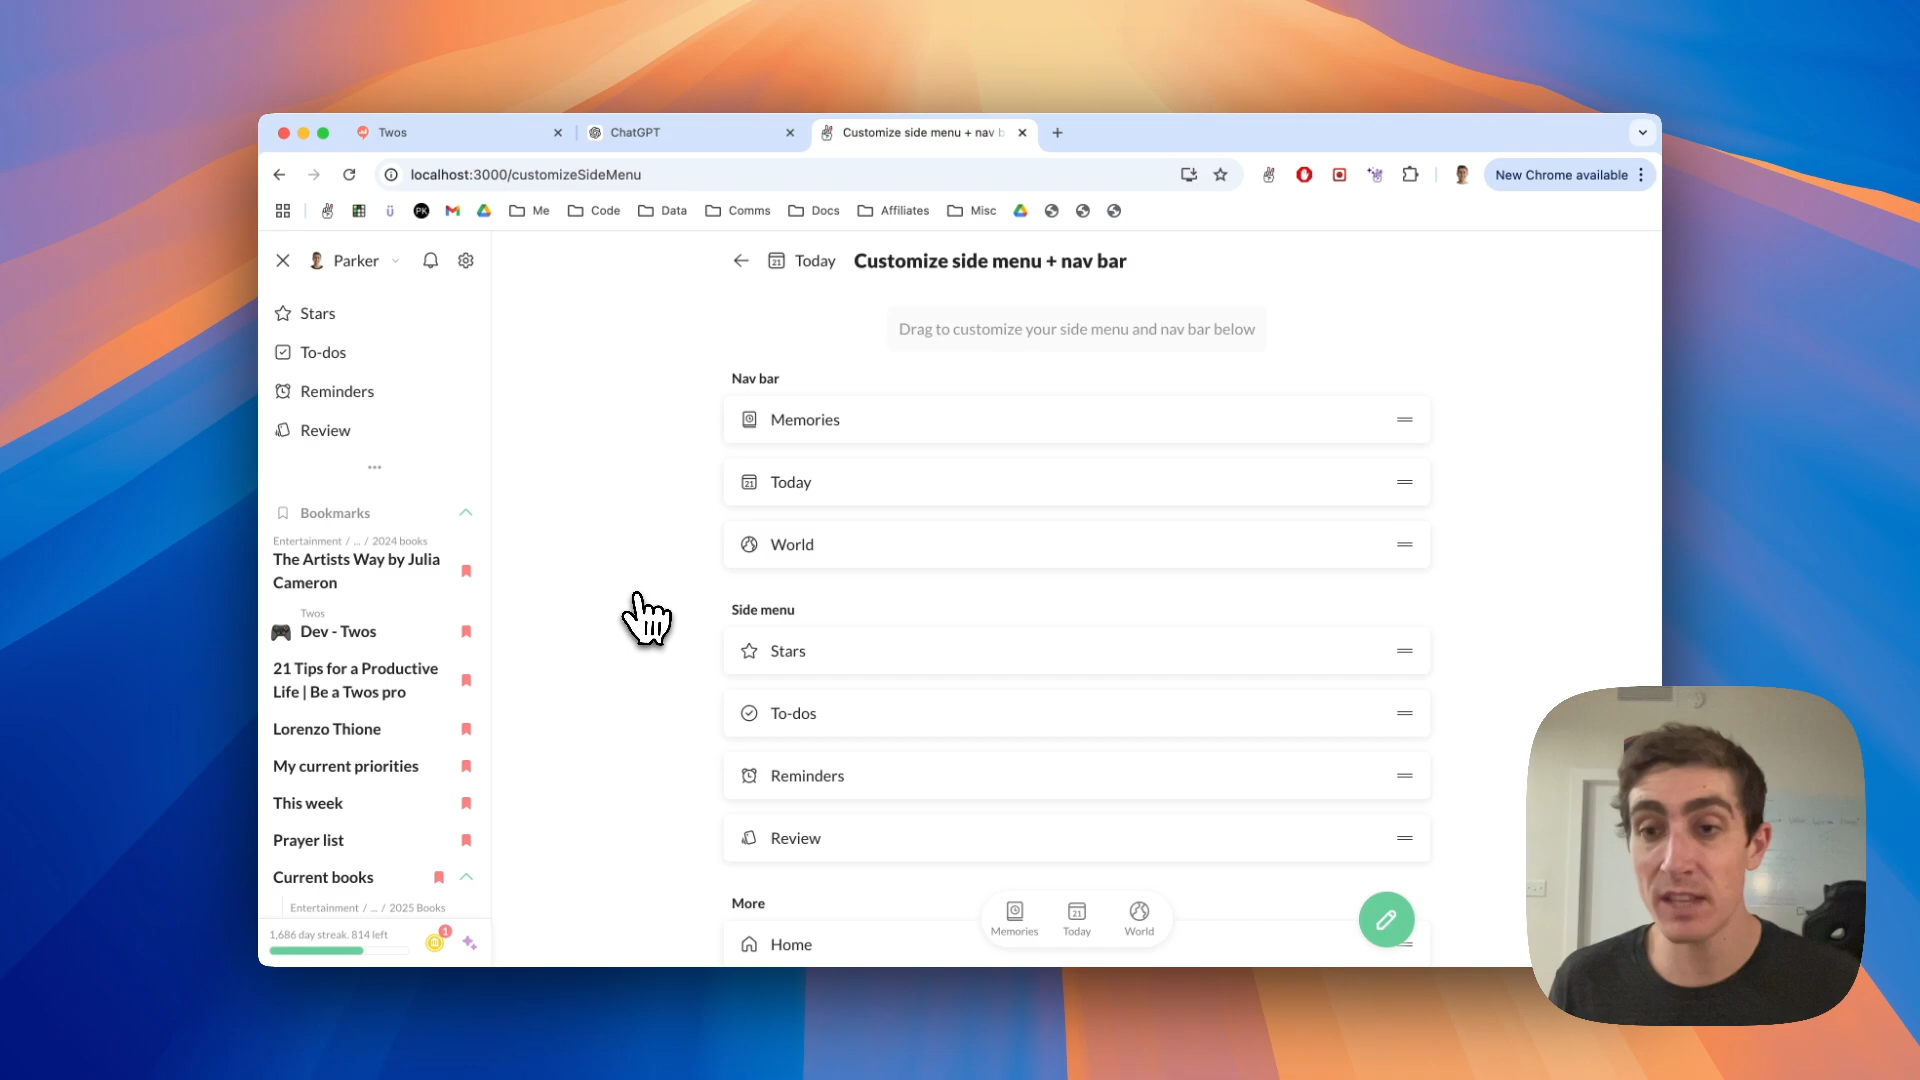 Twos
ChatGPT
Customize side menu + nav b
localhost:3000/customizeSideMenu
New Chrome available
Me
Code
Data
Comms
Docs
Affiliates
Misc
Parker
Stars
To-dos
Reminders
Review
Bookmarks
Entertainment / ... / 2024 books
The Artists Way by Julia
Cameron
Twos
Dev - Twos
21 Tips for a Productive
Life | Be a Twos pro
Lorenzo Thione
My current priorities
This week
Prayer list
Current books
Entertainment / ... / 2025 Books
1,686 day streak, 814 left
1
Today
Customize side menu + nav bar
Drag to customize your side menu and nav bar below
Nav bar
Memories
Today
World
Side menu
Stars
To-dos
Reminders
Review
More
Home
Memories
Today
World